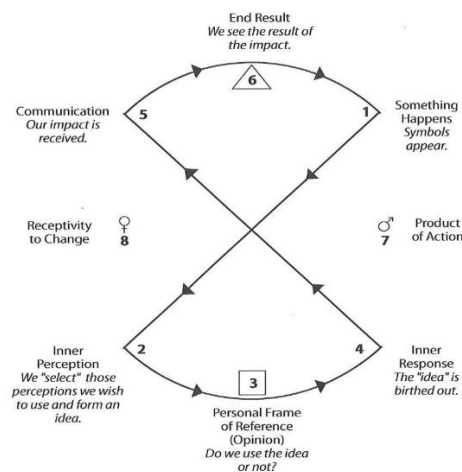 End Result
We see the result
of the impact.
6
Communication
Our impact is
received.
5
1
Something
Happens
Symbols
appear.
Receptivity
to Change
♀
8
♂
7
Product
of Action
Inner
Perception
We "select" those
perceptions we wish
to use and form an
idea.
2
3
4
Inner
Response
The "idea" is
birthed out.
Personal Frame
of Reference
(Opinion)
Do we use the idea
or not?